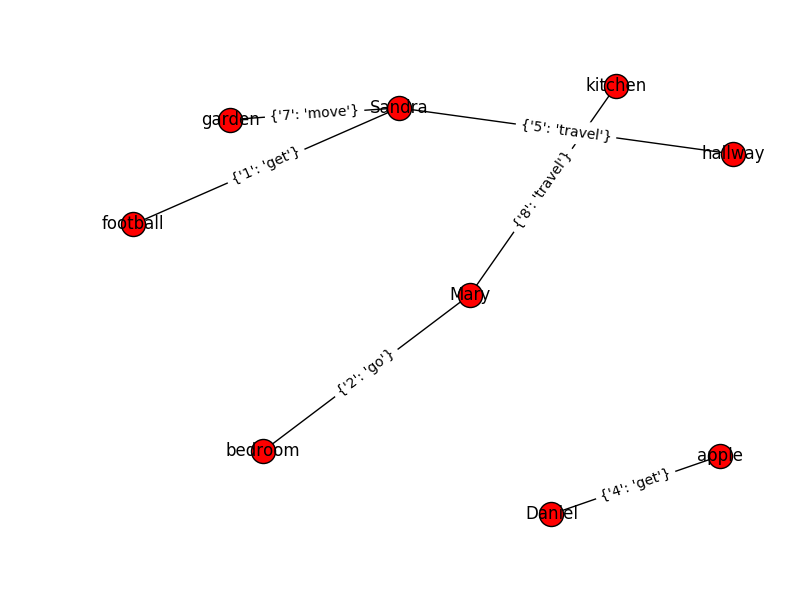 kitchen
Sandra
garden
{'7': 'move'}
{'5': 'travel'}
hallway
{'1': 'get'}
{'8': 'travel'}
football
Mary
{'2': 'go'}
bedroom
apple
{'4': 'get'}
Daniel